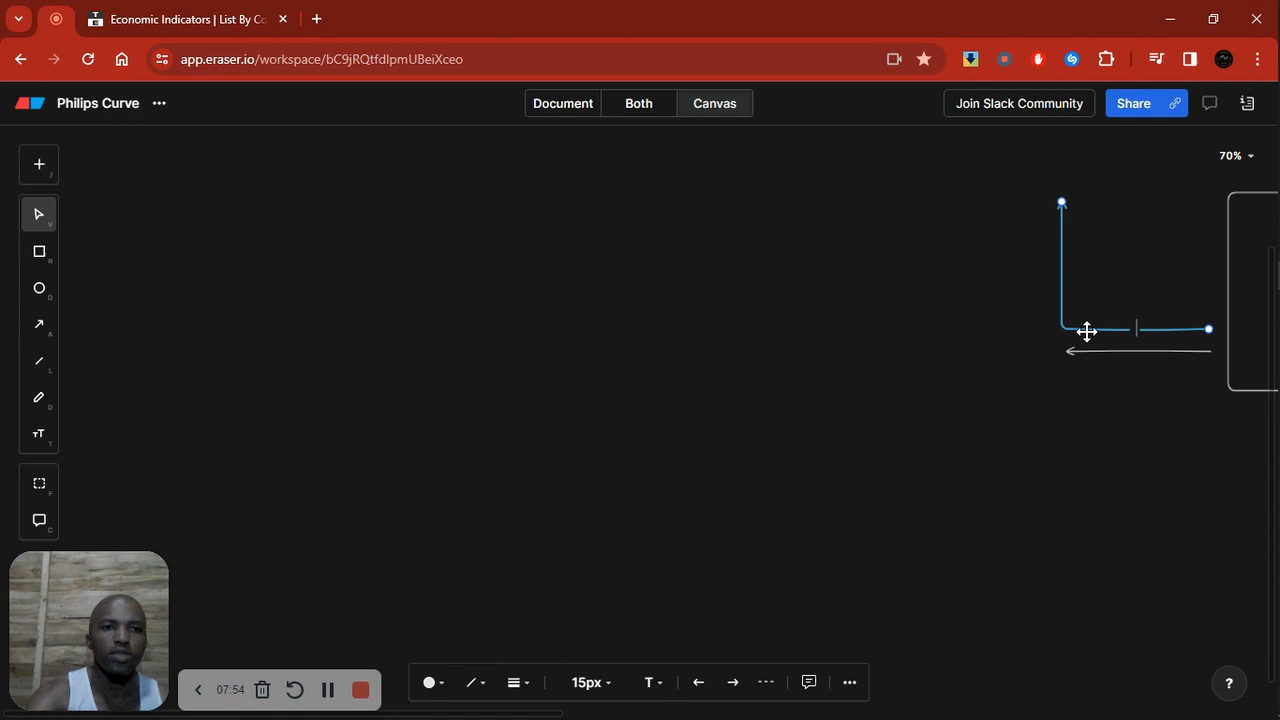 Economic Indicators | List By Co
app.eraser.io/workspace/bC9jRQtfdIpmUBeiXceo
Philips Curve
Document
Both
Canvas
Join Slack Community
Share
70%
/
V
R
O
A
L
D
T
F
C
07:54
15px
T
?